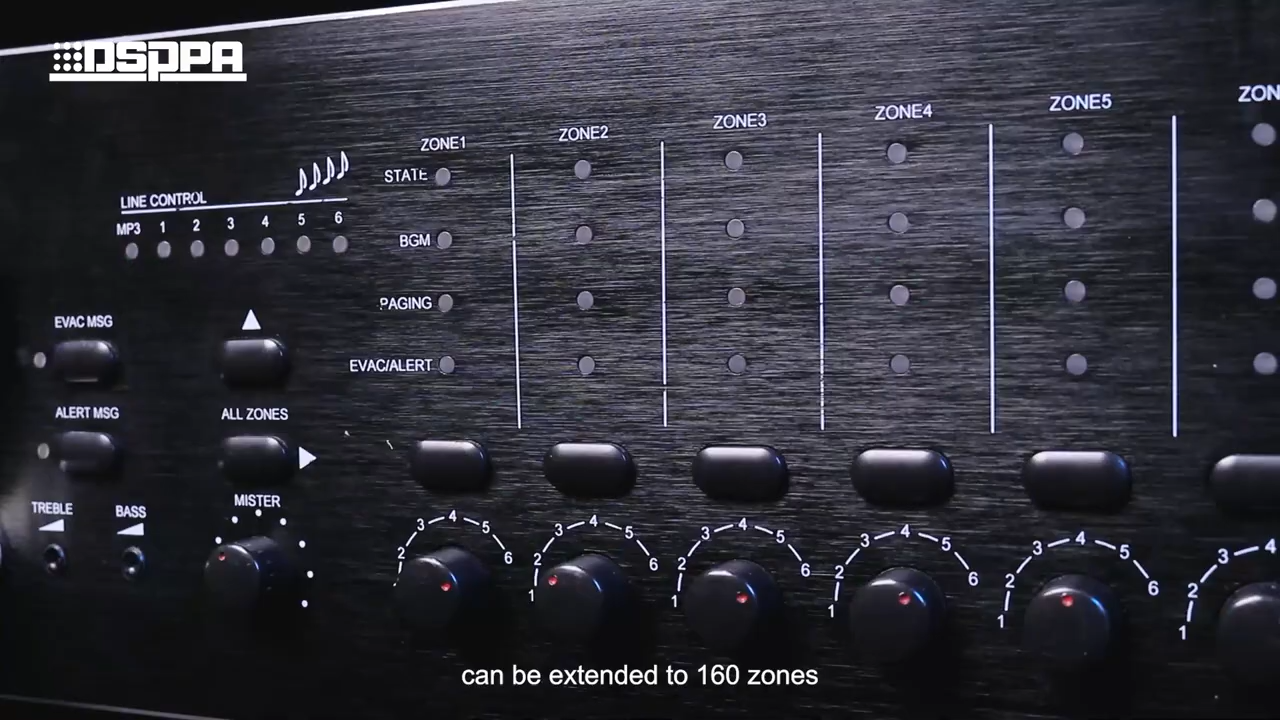 DSPPA
ZONE1 ZONE2 ZONE3 ZONE4 ZONE5 ZON
STATE
LINE CONTROL
MP3 1 2 3 4 5 6
BGM
PAGING
EVAC MSG
EVAC/ALERT
ALERT MSG ALL ZONES
TREBLE BASS MISTER
2 3 4 5 6
1 2 3 4 5 6
1 2 3 4 5 6
1 2 3 4 5 6
1 2 3 4 5 6
1 2 3 4
can be extended to 160 zones